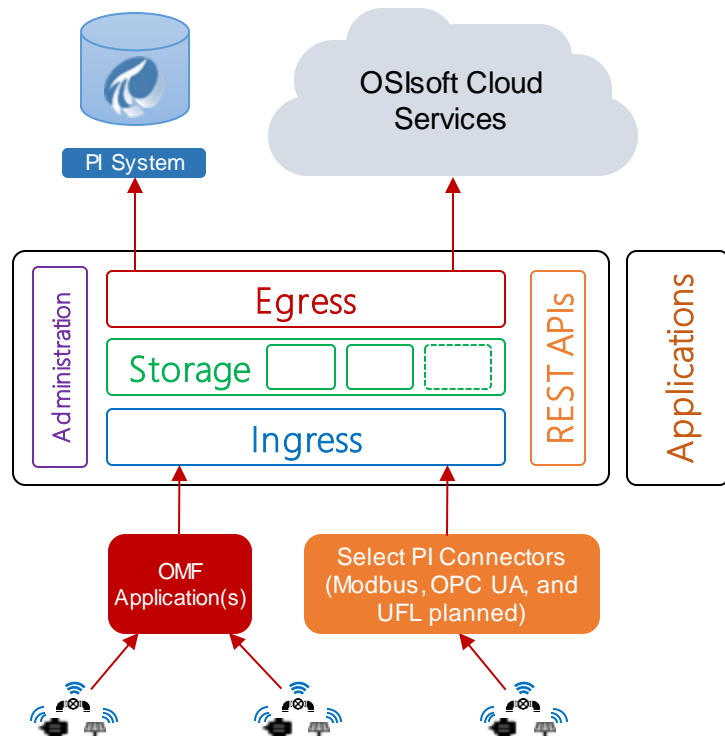 OSIsoft Cloud
Services
PI System
Administration
Egress
Storage
Ingress
REST APIs
Applications
OMF
Application(s)
Select PI Connectors
(Modbus, OPC UA, and
UFL planned)